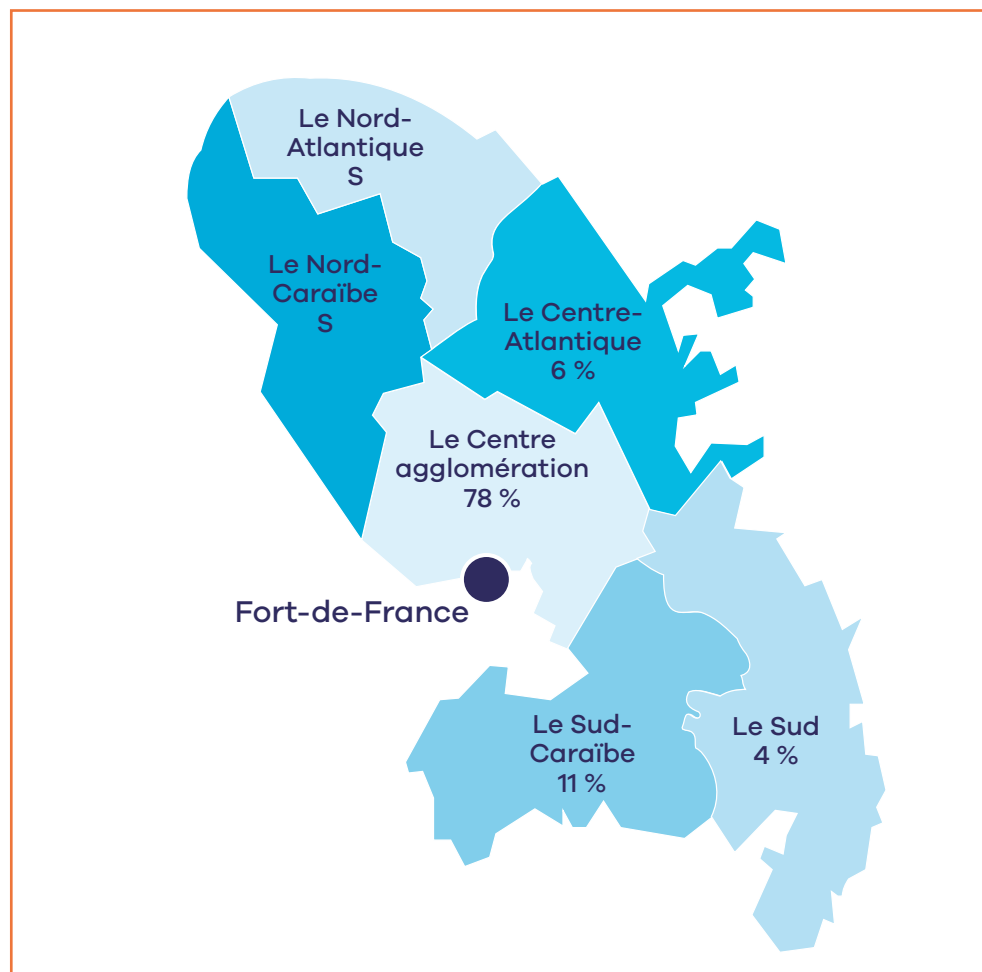 Le Nord-
Atlantique
S
Le Nord-
Caraïbe
S
Le Centre-
Atlantique
6 %
Le Centre
agglomération
78 %
Fort-de-France
Le Sud-
Caraïbe
11 %
Le Sud
4 %